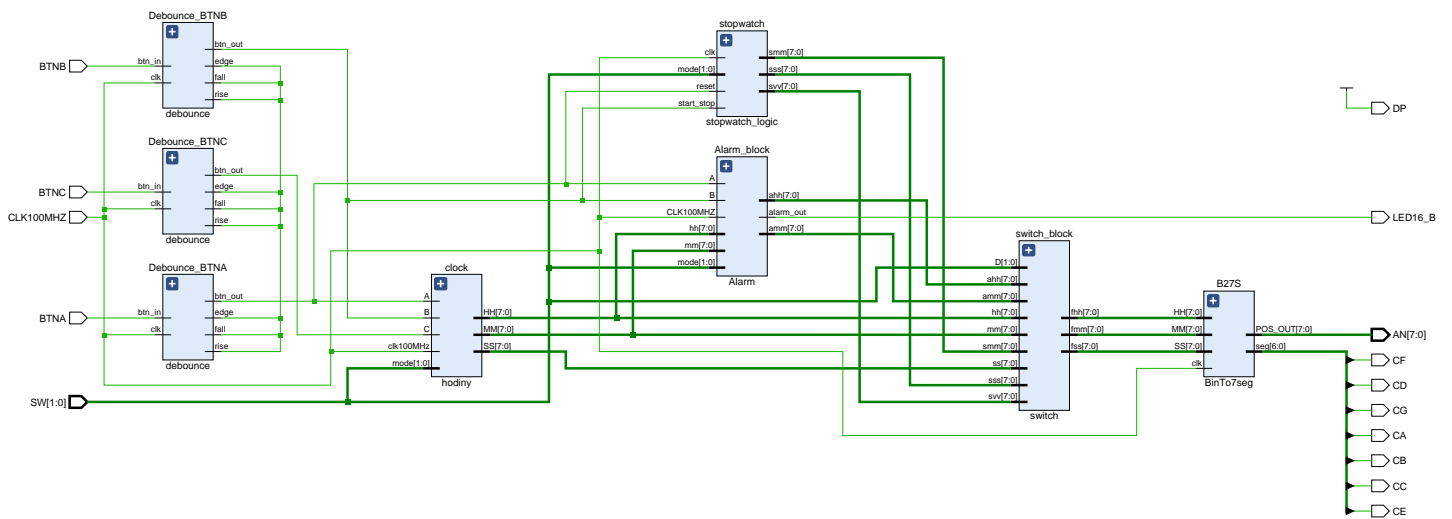 Debounce_BTNB
btn_out
BTNB
btn_in
edge
clk
fall
rise
debounce
Debounce_BTNC
btn_out
BTNC
btn_in
edge
CLK100MHZ
clk
fall
rise
debounce
Debounce_BTNA
btn_out
BTNA
btn_in
edge
clk
fall
rise
debounce
SW[1:0]
clock
A
B
C
clk100mHz
mode[1:0]
HH[7:0]
MM[7:0]
SS[7:0]
hodiny
stopwatch
clk
mode[1:0]
reset
start_stop
smm[7:0]
sss[7:0]
svv[7:0]
stopwatch_logic
Alarm_block
A
B
CLK100MHZ
hh[7:0]
mm[7:0]
mode[1:0]
ahh[7:0]
alarm_out
amm[7:0]
Alarm
switch_block
D[1:0]
ahh[7:0]
amm[7:0]
hh[7:0]
mm[7:0]
smm[7:0]
ss[7:0]
sss[7:0]
svv[7:0]
fhh[7:0]
fmm[7:0]
fss[7:0]
switch
B27S
HH[7:0]
MM[7:0]
SS[7:0]
clk
POS_OUT[7:0]
seg[6:0]
BinTo7seg
DP
LED16_B
AN[7:0]
CF
CD
CG
CA
CB
CC
CE